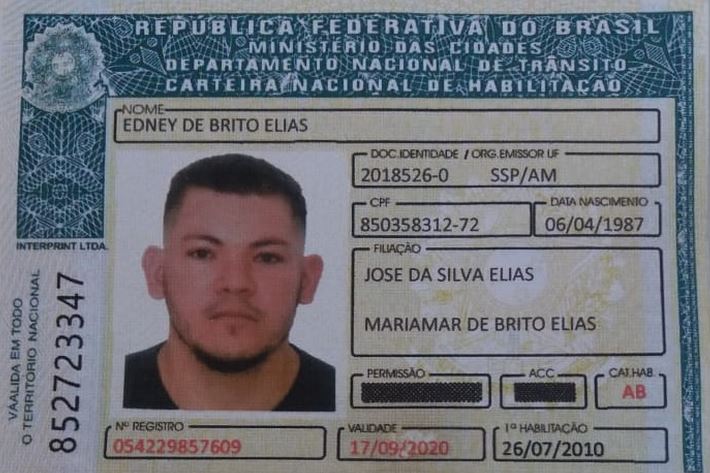 REPÚBLICA FEDERATIVA DO BRASIL
MINISTÉRIO DAS CIDADES
DEPARTAMENTO NACIONAL DE TRÂNSITO
CARTEIRA NACIONAL DE HABILITAÇÃO
NOME
EDNEY DE BRITO ELIAS
DOC.IDENTIDADE / ORG.EMISSOR UF
2018526-0 SSP/AM
CPF DATA NASCIMENTO
850358312-72 06/04/1987
FILIAÇÃO
JOSE DA SILVA ELIAS
MARIAMAR DE BRITO ELIAS
PERMISSÃO ACC CAT.HAB.
AB
Nº REGISTRO VALIDADE 1ª HABILITAÇÃO
054229857609 17/09/2020 26/07/2010
INTERPRINT LTDA.
VÁALIDA EM TODO
O TERRITÓRIO NACIONAL
852723347